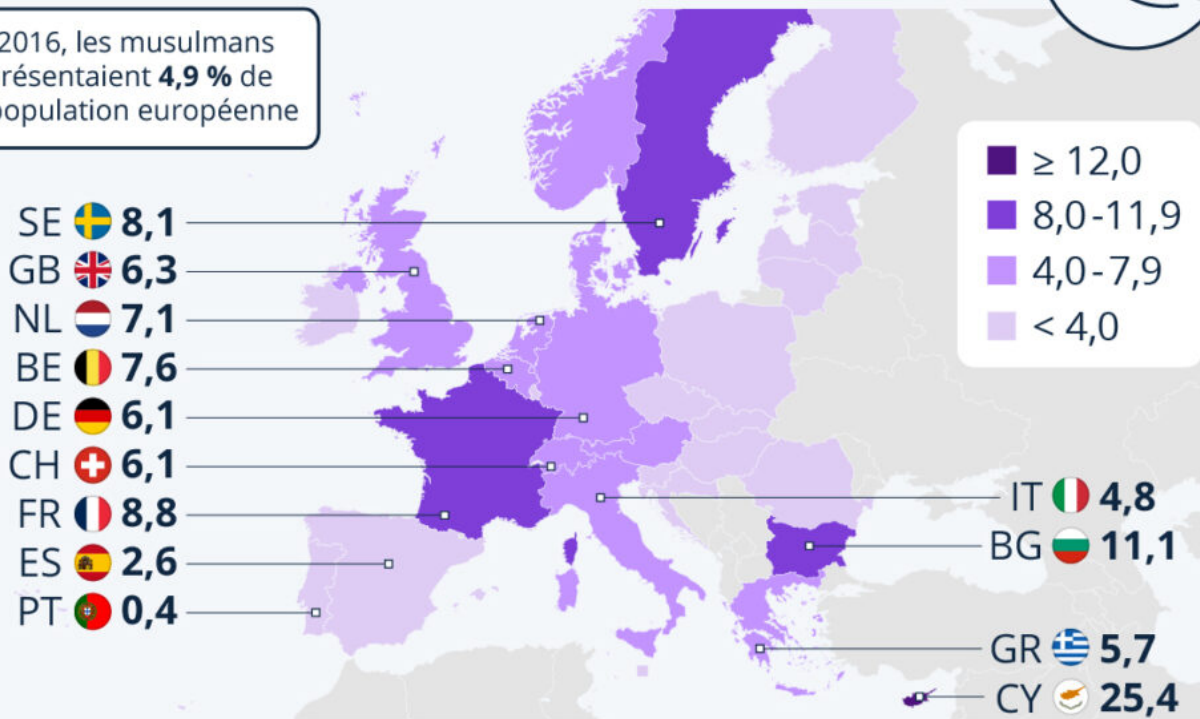 2016, les musulmans
résentaient 4,9 % de
population européenne
≥ 12,0
8,0-11,9
4,0-7,9
< 4,0
SE 8,1
GB 6,3
NL 7,1
BE 7,6
DE 6,1
CH 6,1
FR 8,8
ES 2,6
PT 0,4
IT 4,8
BG 11,1
GR 5,7
CY 25,4